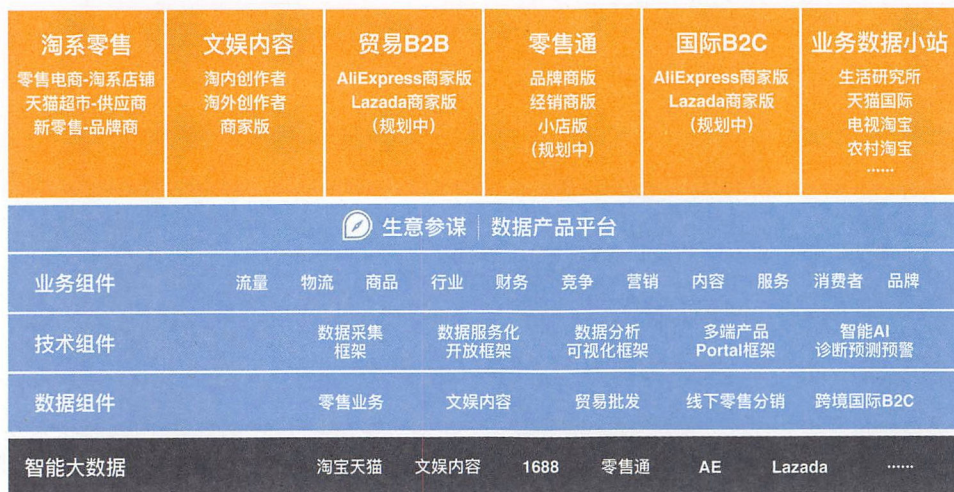 淘系零售
零售电商-淘系店铺
天猫超市-供应商
新零售-品牌商
文娱内容
淘内创作者
淘外创作者
商家版
贸易B2B
AliExpress商家版
Lazada商家版
(规划中)
零售通
品牌商版
经销商版
小店版
(规划中)
国际B2C
AliExpress商家版
Lazada商家版
(规划中)
业务数据小站
生活研究所
天猫国际
电视淘宝
农村淘宝
……
生意参谋 | 数据产品平台
业务组件 流量 物流 商品 行业 财务 竞争 营销 内容 服务 消费者 品牌
技术组件
数据采集
框架
数据服务化
开放框架
数据分析
可视化框架
多端产品
Portal框架
智能AI
诊断预测预警
数据组件 零售业务 文娱内容 贸易批发 线下零售分销 跨境国际B2C
智能大数据 淘宝天猫 文娱内容 1688 零售通 AE Lazada ……